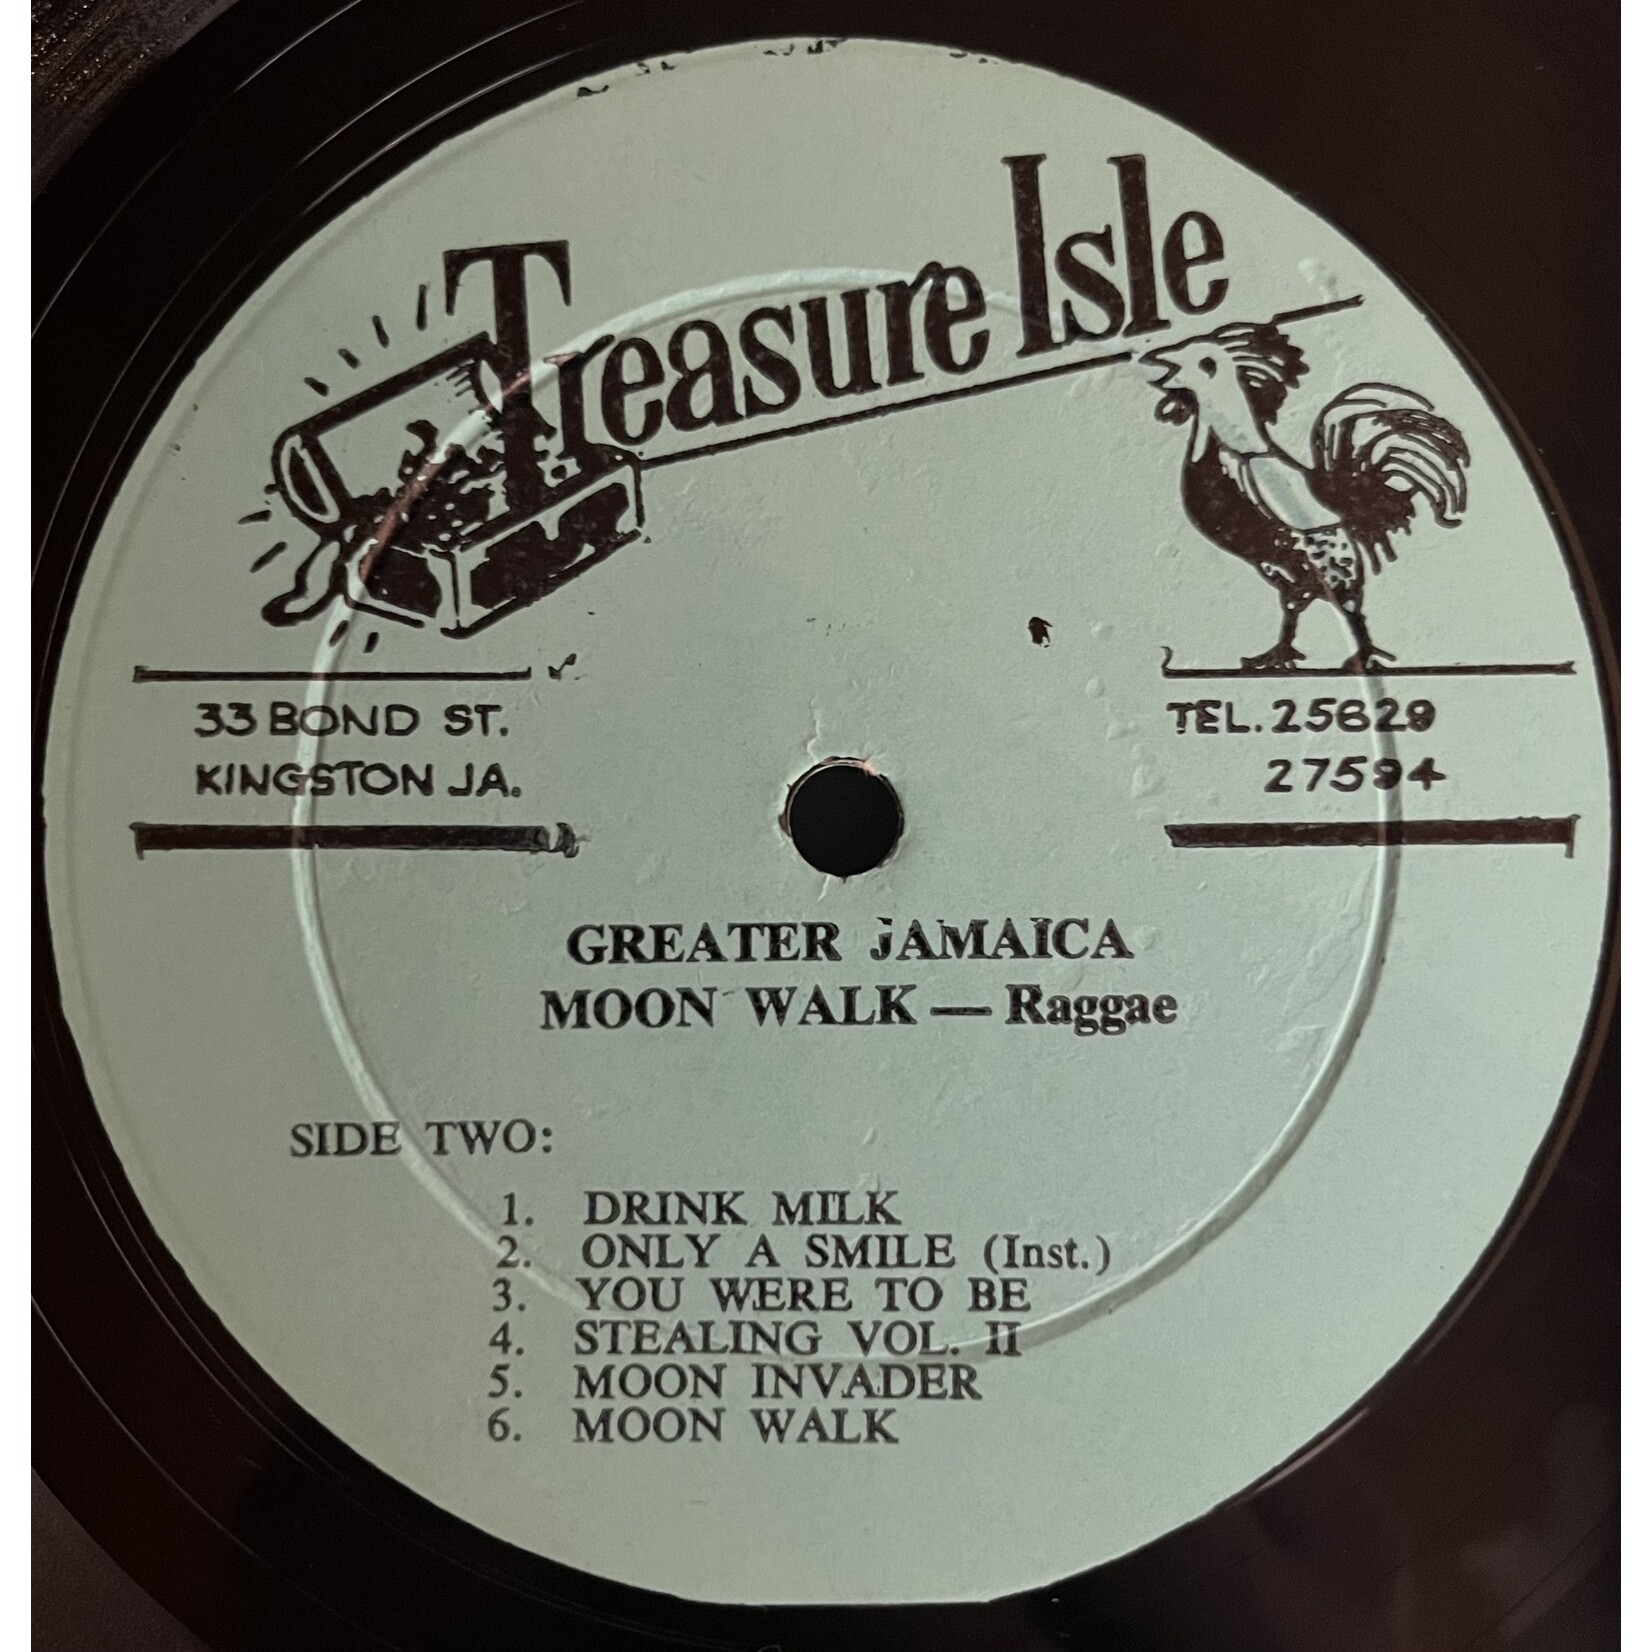 Treasure Isle
33 BOND ST.
KINGSTON JA.
TEL. 25629
27594
GREATER JAMAICA
MOON WALK — Raggae
SIDE TWO:
1. DRINK MILK
2. ONLY A SMILE (Inst.)
3. YOU WERE TO BE
4. STEALING VOL. II
5. MOON INVADER
6. MOON WALK